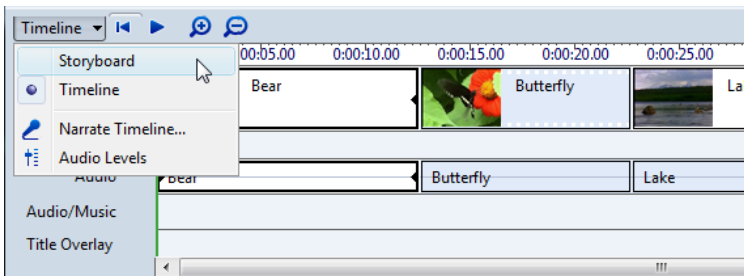 Timeline
Storyboard
Timeline
Narrate Timeline...
Audio Levels
00:05.00 0:00:10.00 0:00:15.00 0:00:20.00 0:00:25.00
Bear Butterfly La
Audio Bear Butterfly Lake
Audio/Music
Title Overlay